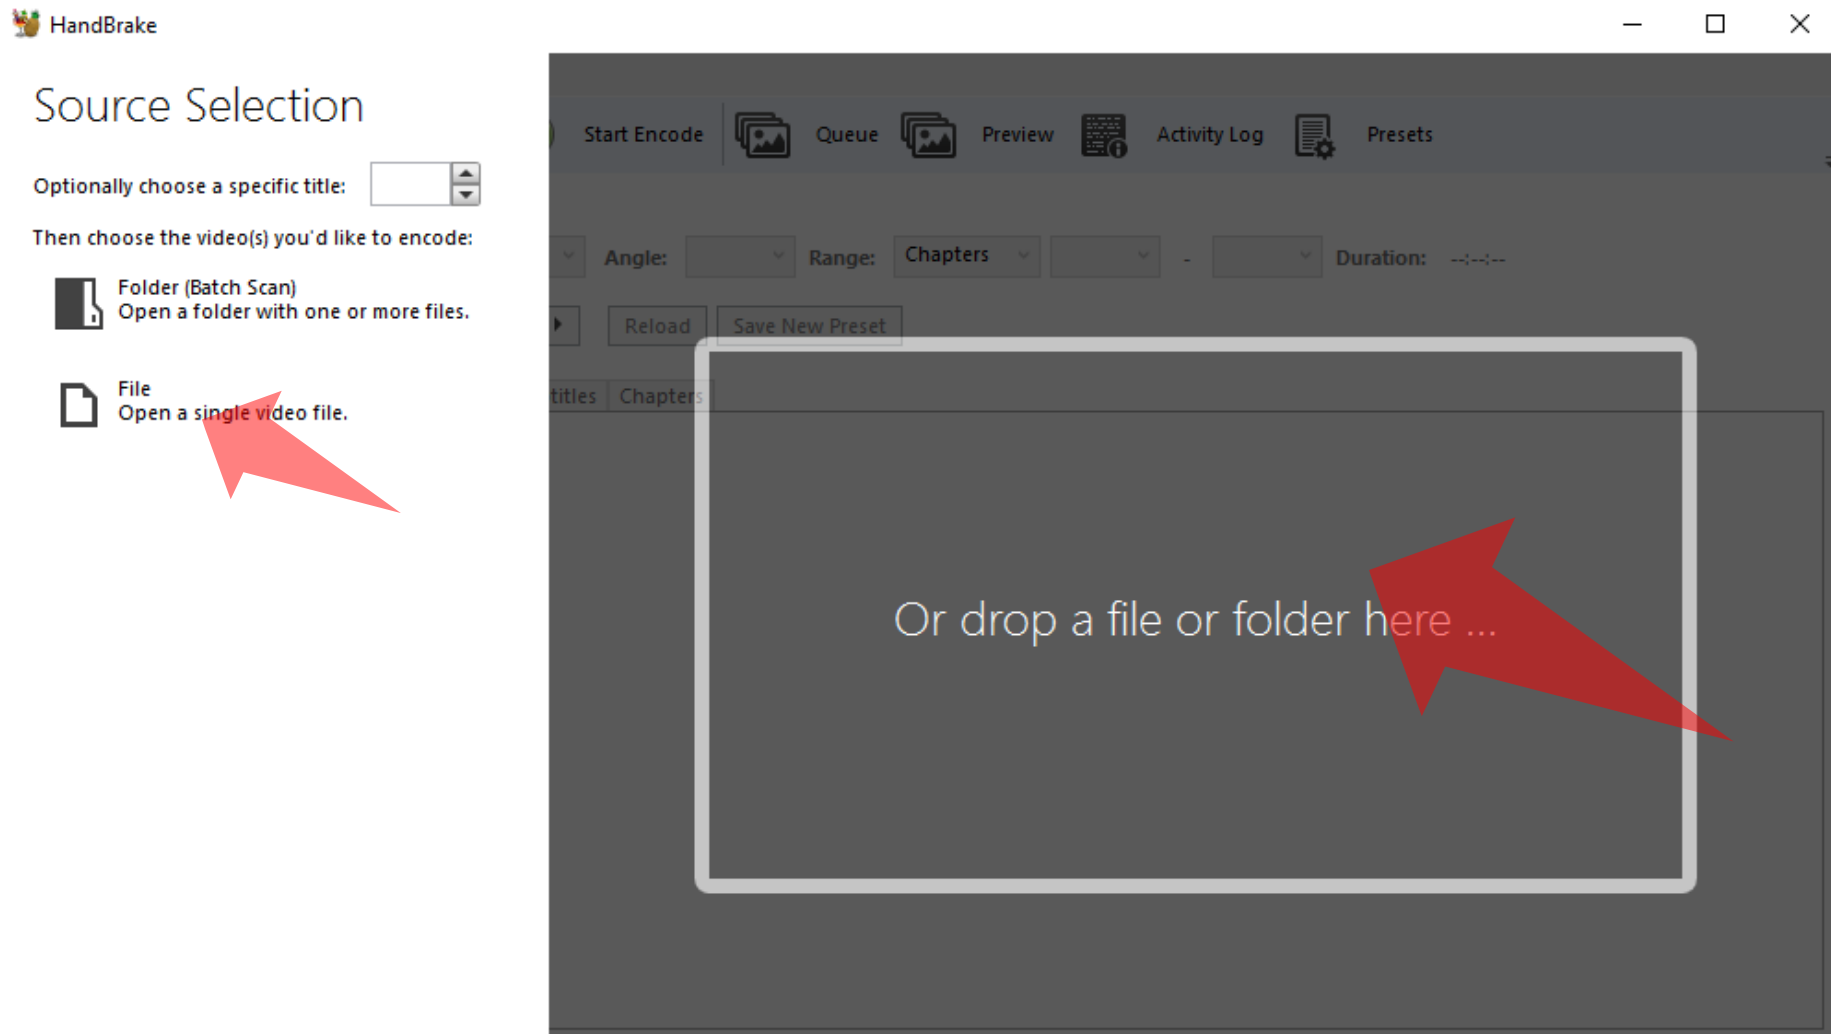 HandBrake
Source Selection
Optionally choose a specific title:
Then choose the video(s) you'd like to encode:
Folder (Batch Scan)
Open a folder with one or more files.
File
Open a single video file.
Start Encode
Queue
Preview
Activity Log
Presets
Angle:
Range:
Chapters
-
Duration:
--:--:--
Reload
Save New Preset
titles
Chapters
Or drop a file or folder here ...